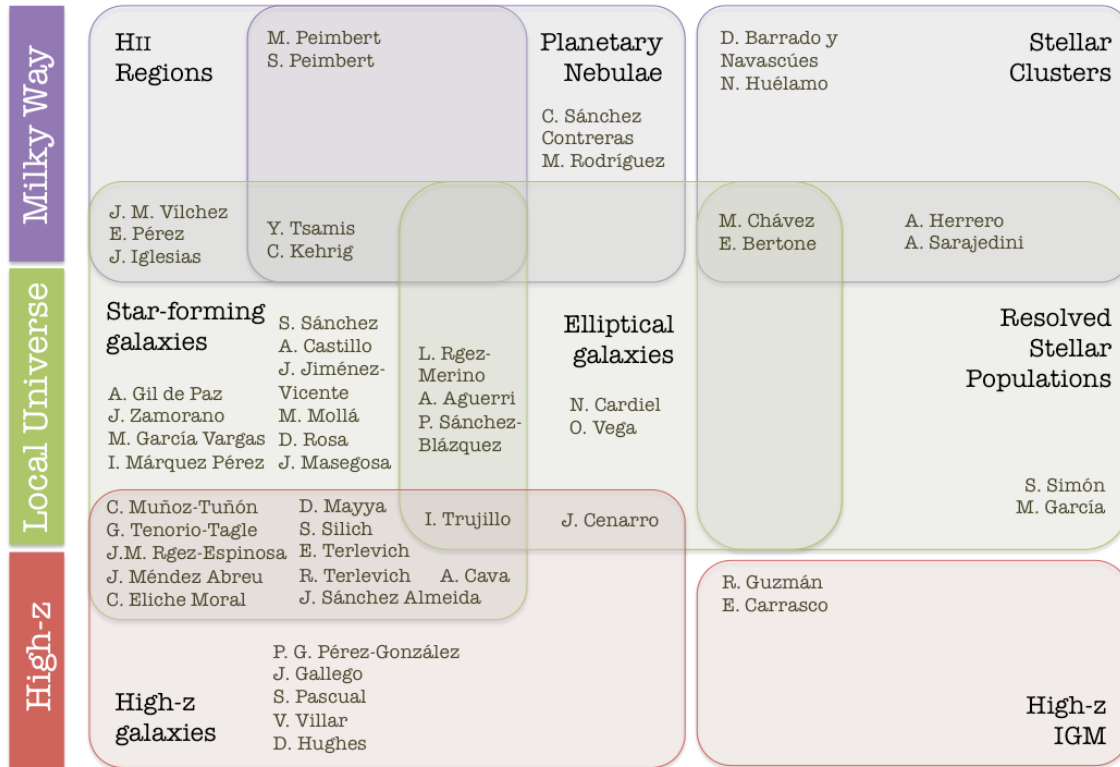 Milky Way
HII
Regions
M. Peimbert
S. Peimbert
Planetary
Nebulae
C. Sánchez
Contreras
M. Rodríguez
D. Barrado y
Navascúes
N. Huélamo
Stellar
Clusters
J. M. Vílchez
E. Pérez
J. Iglesias
Y. Tsamis
C. Kehrig
M. Chávez
E. Bertone
A. Herrero
A. Sarajedini
Local Universe
Star-forming
galaxies
A. Gil de Paz
J. Zamorano
M. García Vargas
I. Márquez Pérez
S. Sánchez
A. Castillo
J. Jiménez-
Vicente
M. Mollá
D. Rosa
J. Masegosa
L. Rgez-
Merino
A. Aguerri
P. Sánchez-
Blázquez
Elliptical
galaxies
N. Cardiel
O. Vega
Resolved
Stellar
Populations
S. Simón
M. García
C. Muñoz-Tuñón
G. Tenorio-Tagle
J.M. Rgez-Espinosa
J. Méndez Abreu
C. Eliche Moral
D. Mayya
S. Silich
E. Terlevich
R. Terlevich
J. Sánchez Almeida
I. Trujillo
A. Cava
J. Cenarro
High-z
High-z
galaxies
P. G. Pérez-González
J. Gallego
S. Pascual
V. Villar
D. Hughes
R. Guzmán
E. Carrasco
High-z
IGM